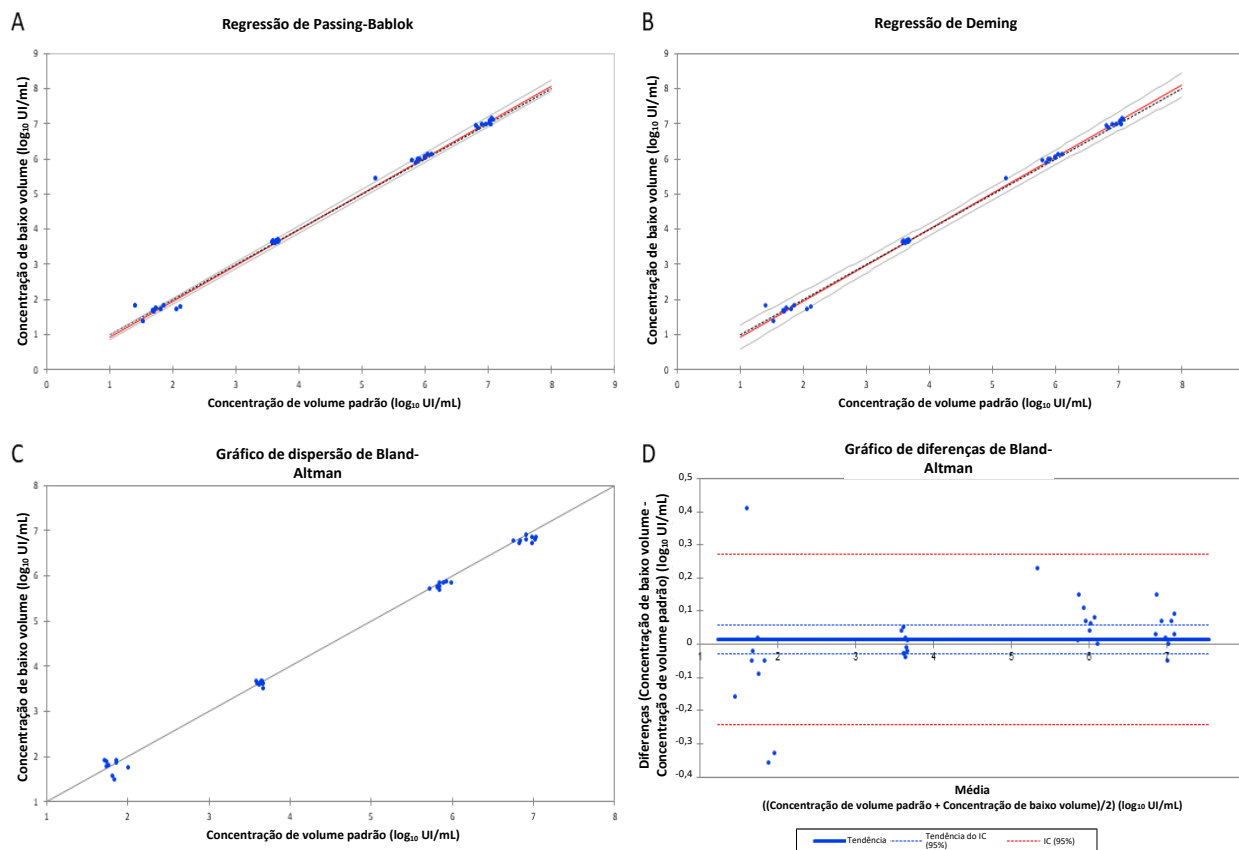 A
Regressão de Passing-Bablok
Concentração de baixo volume (log₁₀ UI/mL)
9
8
7
6
5
4
3
2
1
0
0 1 2 3 4 5 6 7 8 9
Concentração de volume padrão (log₁₀ UI/mL)
B
Regressão de Deming
Concentração de baixo volume (log₁₀ UI/mL)
9
8
7
6
5
4
3
2
1
0
0 1 2 3 4 5 6 7 8
Concentração de volume padrão (log₁₀ UI/mL)
C
Gráfico de dispersão de Bland-
Altman
Concentração de baixo volume (log₁₀ UI/mL)
8
7
6
5
4
3
2
1
1 2 3 4 5 6 7 8
Concentração de volume padrão (log₁₀ UI/mL)
D
Gráfico de diferenças de Bland-
Altman
Diferenças (Concentração de baixo volume -
Concentração de volume padrão) (log₁₀ UI/mL)
0,5
0,4
0,3
0,2
0,1
0
-0,1
-0,2
-0,3
-0,4
1 2 3 4 5 6 7
Média
((Concentração de volume padrão + Concentração de baixo volume)/2) (log₁₀ UI/mL)
Tendência
Tendência do IC
(95%)
IC (95%)